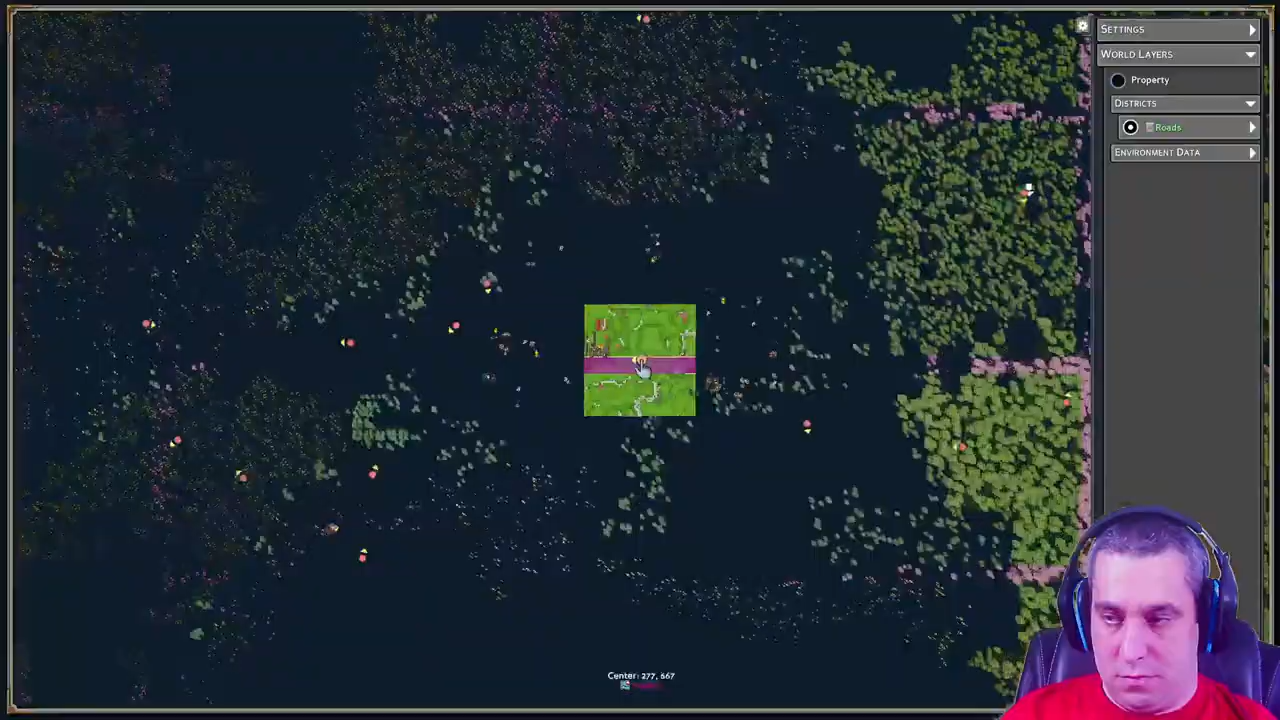 SETTINGS
WORLD LAYERS
Property
DISTRICTS
Roads
ENVIRONMENT DATA
Center: 277, 667